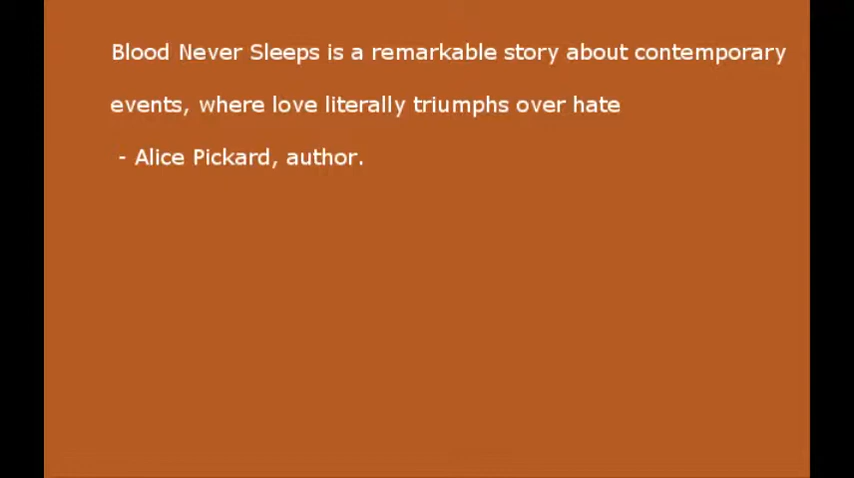 Blood Never Sleeps is a remarkable story about contemporary
events, where love literally triumphs over hate
- Alice Pickard, author.